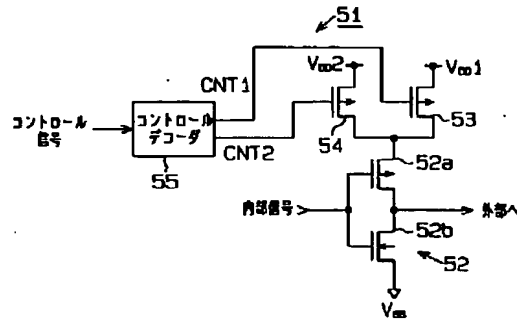 51
VDD2
VDD1
CNT1
コントロール
信号
コントロール
デコーダ
CNT2
54
53
55
52a
内部信号
外部へ
52b
52